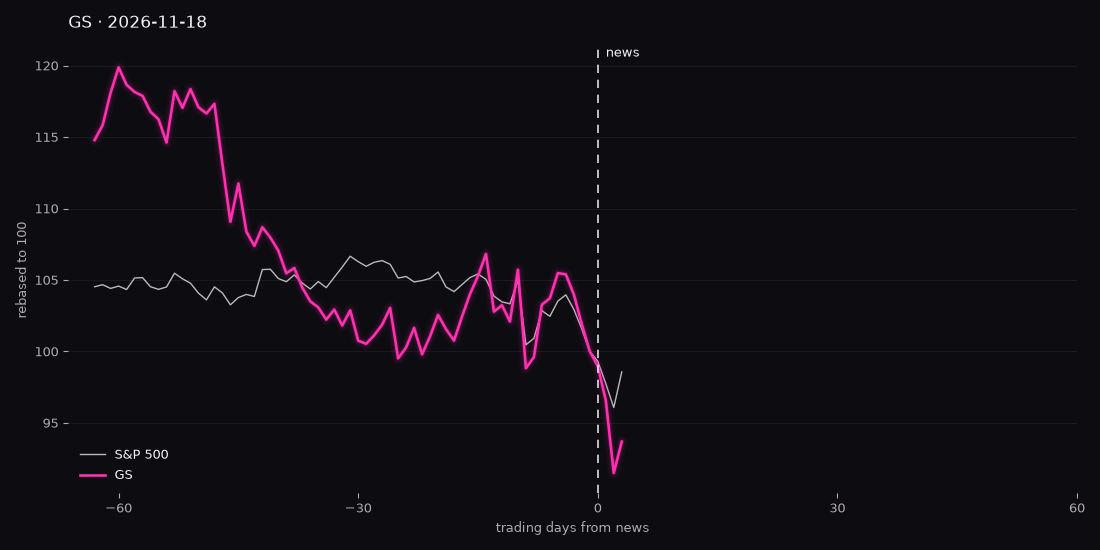 GS · 2026-11-18
news
120
115
110
105
100
95
rebased to 100
S&P 500
GS
−60
−30
0
30
60
trading days from news